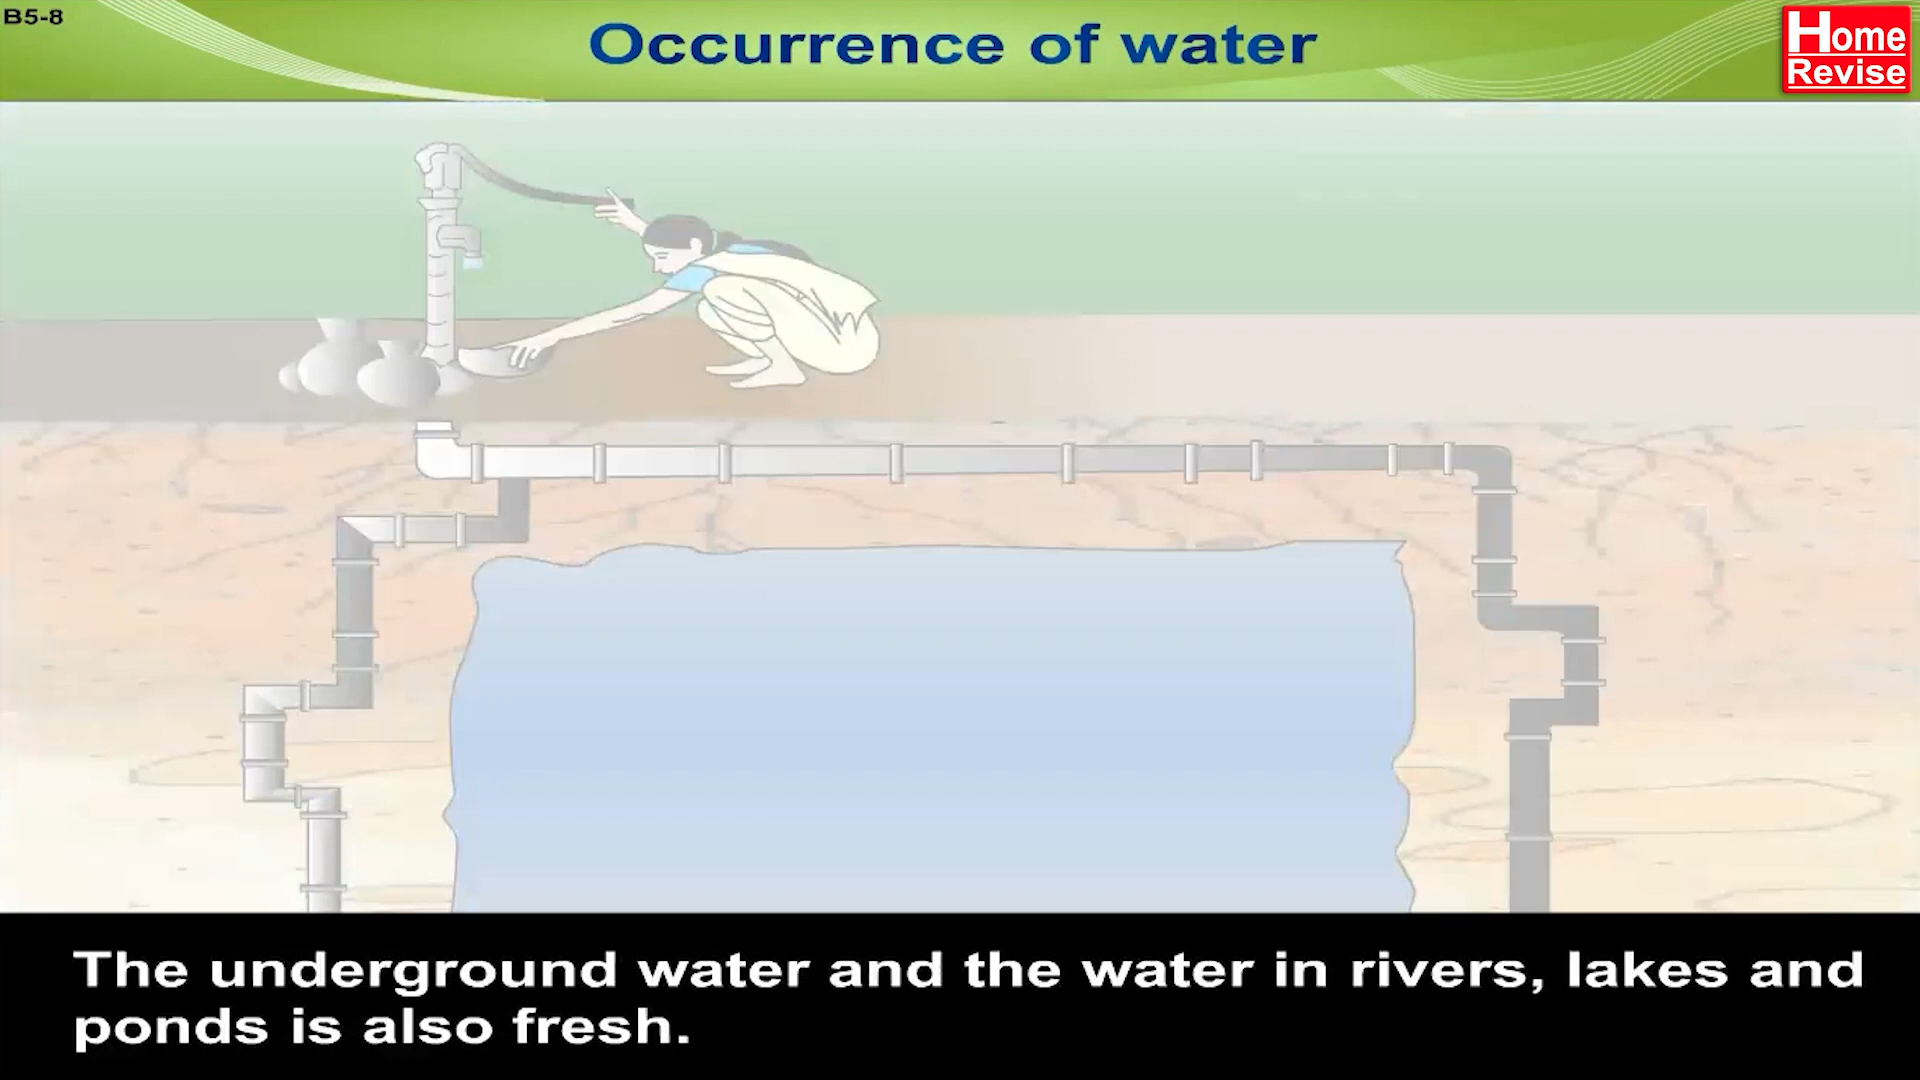 B5-8
Occurrence of water
Home
Revise
The underground water and the water in rivers, lakes and
ponds is also fresh.